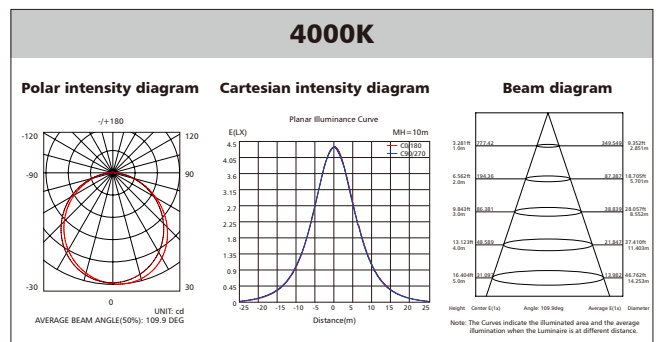 4000K
Polar intensity diagram
Cartesian intensity diagram
Beam diagram
-/+180
-120
120
-90
90
-30
30
0
UNIT: cd
AVERAGE BEAM ANGLE(50%): 109.9 DEG
Planar Illuminance Curve
E(LX)
MH=10m
C0/180
C90/270
4.5
4.05
3.6
3.15
2.7
2.25
1.8
1.35
0.9
0.45
0
-25 -20 -15 -10 -5 0 5 10 15 20 25
Distance(m)
3.281ft 777.42 349.549 9.352ft
1.0m 2.851m
6.562ft 194.36 87.387 18.705ft
2.0m 5.701m
9.843ft 86.381 38.839 28.057ft
3.0m 8.552m
13.123ft 48.589 21.847 37.410ft
4.0m 11.403m
16.404ft 31.097 13.982 46.762ft
5.0m 14.253m
Height Center E(1x) Angle: 109.9deg Average E(1x) Diameter
Note: The Curves indicate the illuminated area and the average
illumination when the Luminaire is at different distance.